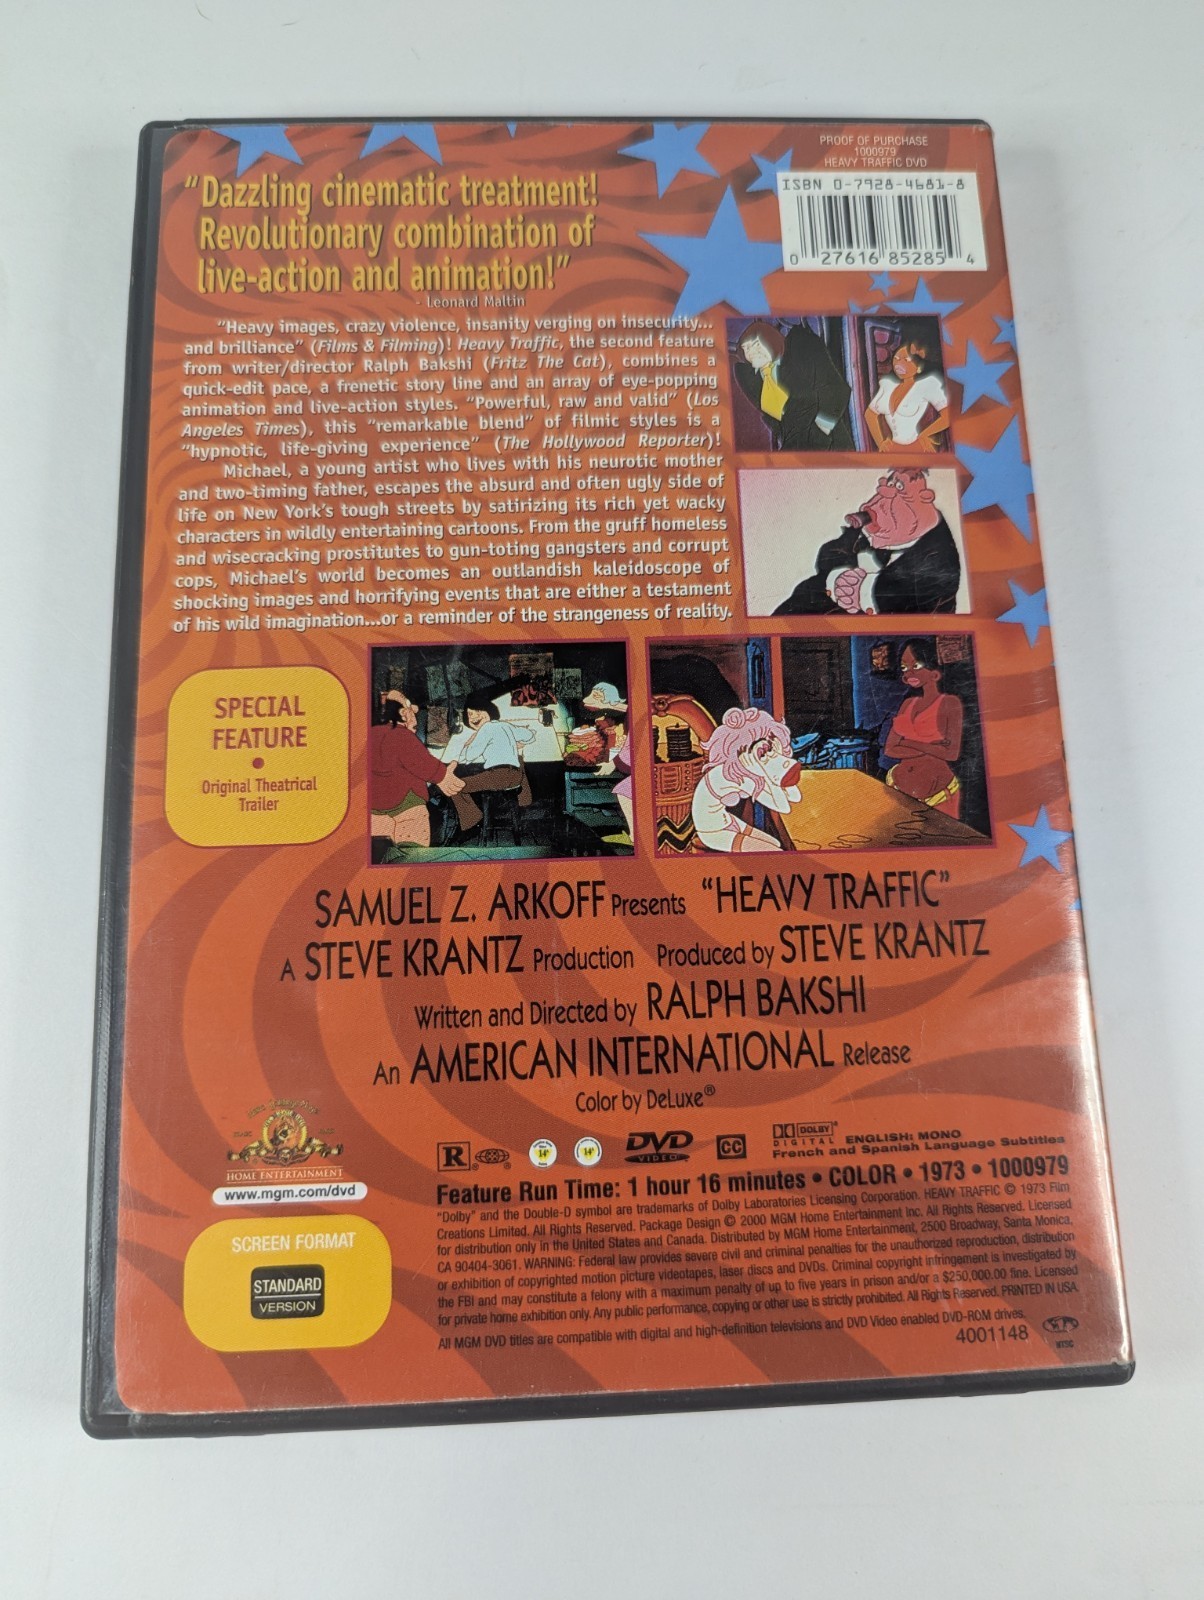 PROOF OF PURCHASE
1000979
HEAVY TRAFFIC DVD
ISBN 0-7928-4681-8
0 27616 85285 4
"Dazzling cinematic treatment!
Revolutionary combination of
live-action and animation!"
- Leonard Maltin
"Heavy images, crazy violence, insanity verging on insecurity...
and brilliance" (Films & Filming)! Heavy Traffic, the second feature
from writer/director Ralph Bakshi (Fritz The Cat), combines a
quick-edit pace, a frenetic story line and an array of eye-popping
animation and live-action styles. "Powerful, raw and valid" (Los
Angeles Times), this "remarkable blend" of filmic styles is a
"hypnotic, life-giving experience" (The Hollywood Reporter)!
Michael, a young artist who lives with his neurotic mother
and two-timing father, escapes the absurd and often ugly side of
life on New York's tough streets by satirizing its rich yet wacky
characters in wildly entertaining cartoons. From the gruff homeless
and wisecracking prostitutes to gun-toting gangsters and corrupt
cops, Michael's world becomes an outlandish kaleidoscope of
shocking images and horrifying events that are either a testament
of his wild imagination...or a reminder of the strangeness of reality.
SPECIAL
FEATURE
•
Original Theatrical
Trailer
SAMUEL Z. ARKOFF Presents "HEAVY TRAFFIC"
A STEVE KRANTZ Production Produced by STEVE KRANTZ
Written and Directed by RALPH BAKSHI
An AMERICAN INTERNATIONAL Release
Color by DeLuxe®
HOME ENTERTAINMENT
www.mgm.com/dvd
SCREEN FORMAT
STANDARD
VERSION
R ® 14+ 14+ DVD VIDEO CC DOLBY DIGITAL ENGLISH: MONO
French and Spanish Language Subtitles
Feature Run Time: 1 hour 16 minutes • COLOR • 1973 • 1000979
"Dolby" and the Double-D symbol are trademarks of Dolby Laboratories Licensing Corporation. HEAVY TRAFFIC © 1973 Film
Creations Limited. All Rights Reserved. Package Design © 2000 MGM Home Entertainment Inc. All Rights Reserved. Licensed
for distribution only in the United States and Canada. Distributed by MGM Home Entertainment, 2500 Broadway, Santa Monica,
CA 90404-3061. WARNING: Federal law provides severe civil and criminal penalties for the unauthorized reproduction, distribution
or exhibition of copyrighted motion picture videotapes, laser discs and DVDs. Criminal copyright infringement is investigated by
the FBI and may constitute a felony with a maximum penalty of up to five years in prison and/or a $250,000.00 fine. Licensed
for private home exhibition only. Any public performance, copying or other use is strictly prohibited. All Rights Reserved. PRINTED IN USA.
All MGM DVD titles are compatible with digital and high-definition televisions and DVD Video enabled DVD-ROM drives.
4001148
NTSC